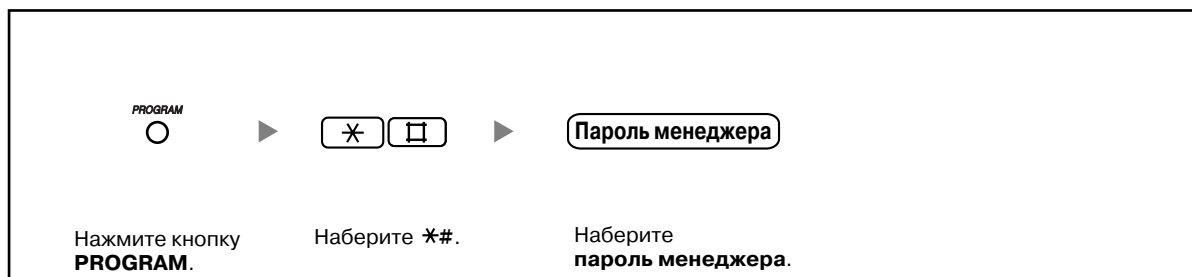 PROGRAM
✳ # Пароль менеджера
Нажмите кнопку
PROGRAM.
Наберите ✳#.
Наберите
пароль менеджера.